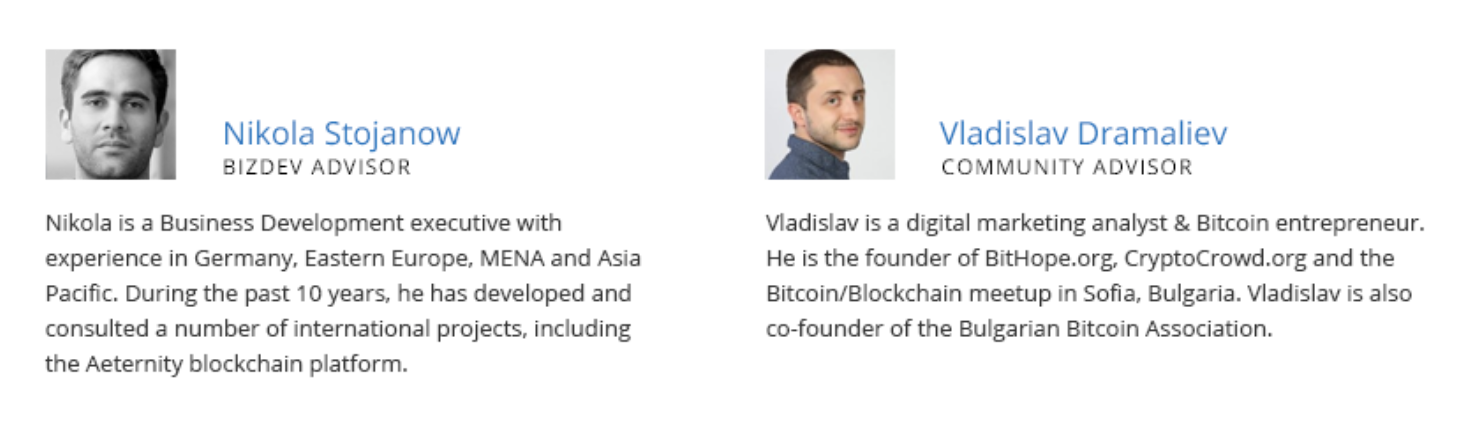 Nikola Stojanow
BIZDEV ADVISOR
Nikola is a Business Development executive with
experience in Germany, Eastern Europe, MENA and Asia
Pacific. During the past 10 years, he has developed and
consulted a number of international projects, including
the Aeternity blockchain platform.
Vladislav Dramaliev
COMMUNITY ADVISOR
Vladislav is a digital marketing analyst & Bitcoin entrepreneur.
He is the founder of BitHope.org, CryptoCrowd.org and the
Bitcoin/Blockchain meetup in Sofia, Bulgaria. Vladislav is also
co-founder of the Bulgarian Bitcoin Association.